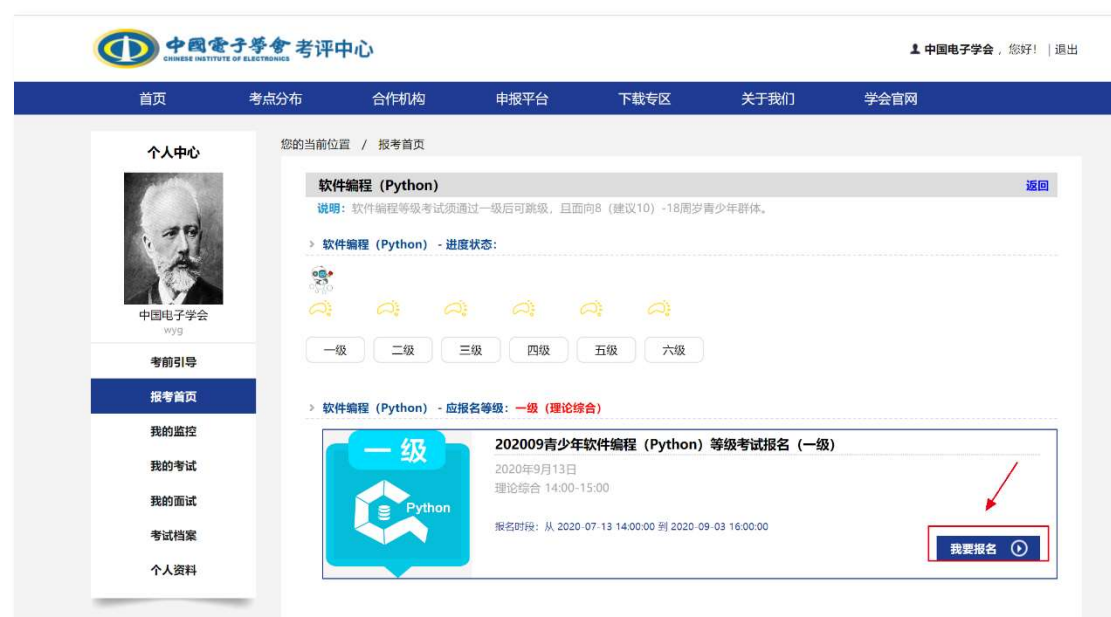 中國電子學會 考评中心
CHINESE INSTITUTE OF ELECTRONICS
中国电子学会 , 您好! | 退出
首页 考点分布 合作机构 申报平台 下载专区 关于我们 学会官网
个人中心
中国电子学会
wyg
考前引导
报考首页
我的监控
我的考试
我的面试
考试档案
个人资料
您的当前位置 / 报考首页
软件编程（Python） 返回
说明：软件编程等级考试须通过一级后可跳级，且面向8（建议10）-18周岁青少年群体。
> 软件编程（Python） - 进度状态：
一级 二级 三级 四级 五级 六级
> 软件编程（Python） - 应报名等级：一级（理论综合）
一级
Python
202009青少年软件编程（Python）等级考试报名（一级）
2020年9月13日
理论综合 14:00-15:00
报名时段：从 2020-07-13 14:00:00 到 2020-09-03 16:00:00
我要报名